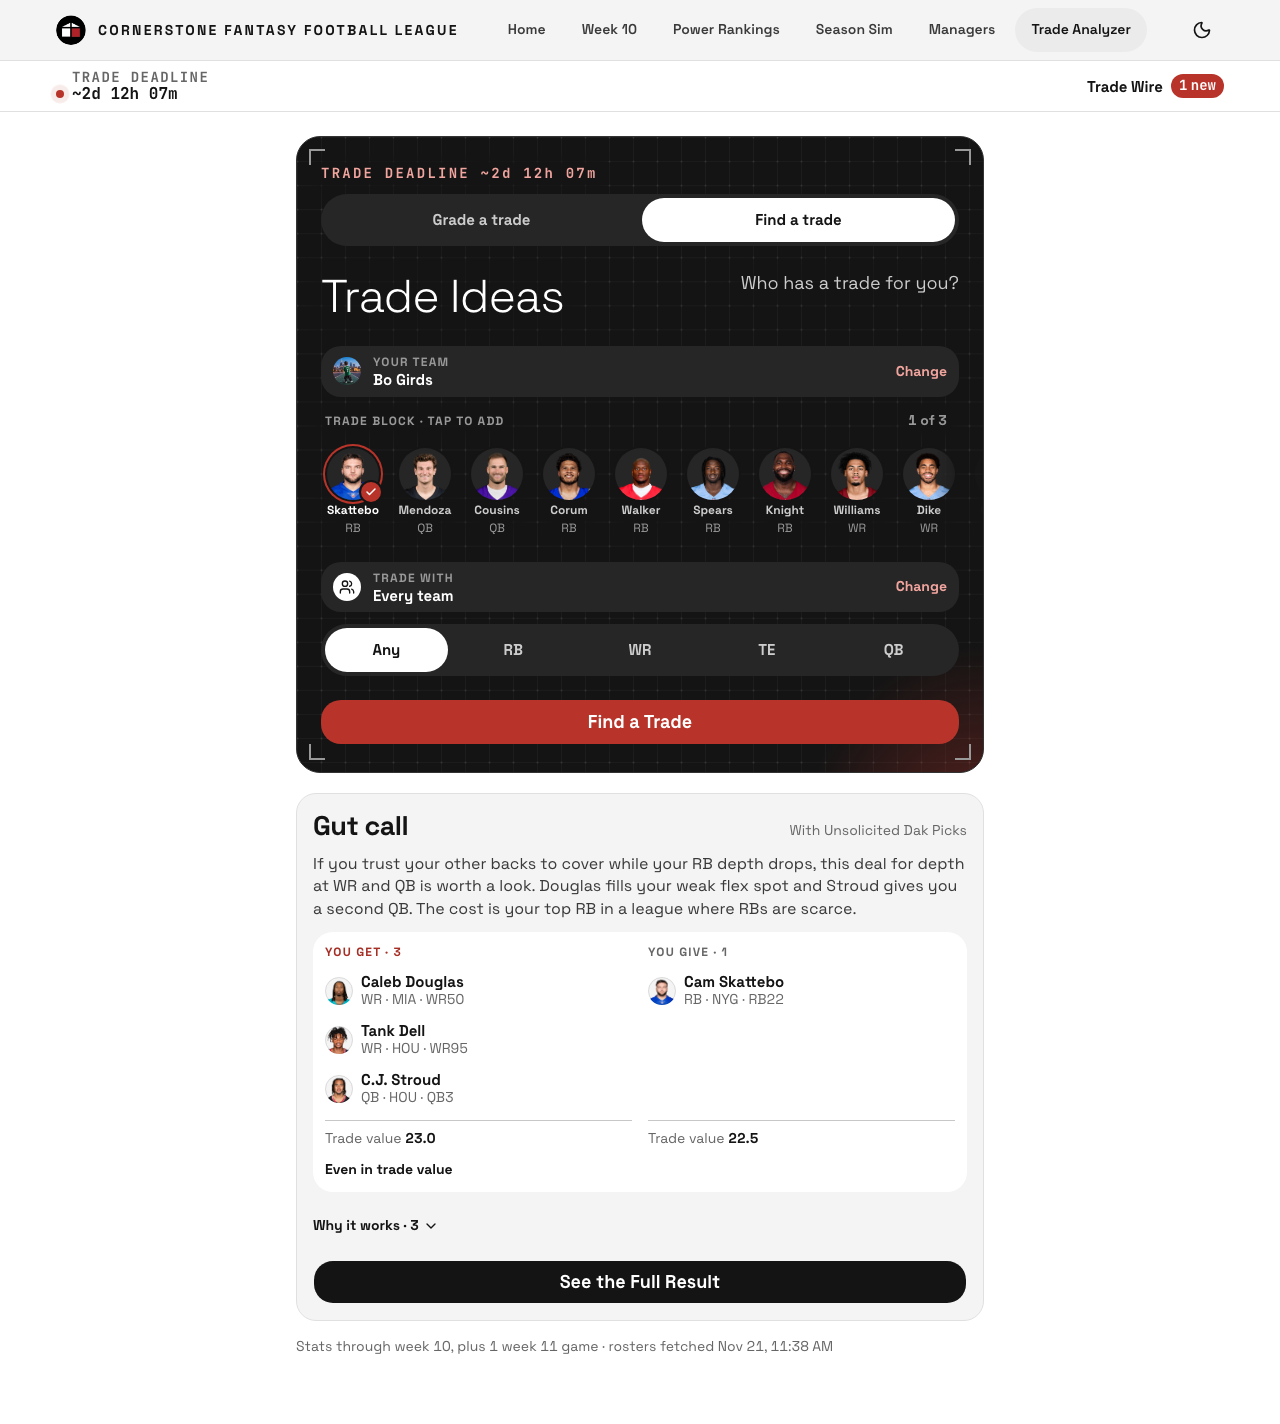 CORNERSTONE FANTASY FOOTBALL LEAGUE
Home
Week 10
Power Rankings
Season Sim
Managers
Trade Analyzer
TRADE DEADLINE
~2d 12h 07m
Trade Wire
1 new
TRADE DEADLINE ~2d 12h 07m
Grade a trade
Find a trade
Trade Ideas
Who has a trade for you?
YOUR TEAM
Bo Girds
Change
TRADE BLOCK · TAP TO ADD
1 of 3
Skattebo
RB
Mendoza
QB
Cousins
QB
Corum
RB
Walker
RB
Spears
RB
Knight
RB
Williams
WR
Dike
WR
TRADE WITH
Every team
Change
Any
RB
WR
TE
QB
Find a Trade
Gut call
With Unsolicited Dak Picks
If you trust your other backs to cover while your RB depth drops, this deal for depth
at WR and QB is worth a look. Douglas fills your weak flex spot and Stroud gives you
a second QB. The cost is your top RB in a league where RBs are scarce.
YOU GET · 3
Caleb Douglas
WR · MIA · WR50
Tank Dell
WR · HOU · WR95
C.J. Stroud
QB · HOU · QB3
Trade value 23.0
Even in trade value
YOU GIVE · 1
Cam Skattebo
RB · NYG · RB22
Trade value 22.5
Why it works · 3
See the Full Result
Stats through week 10, plus 1 week 11 game · rosters fetched Nov 21, 11:38 AM